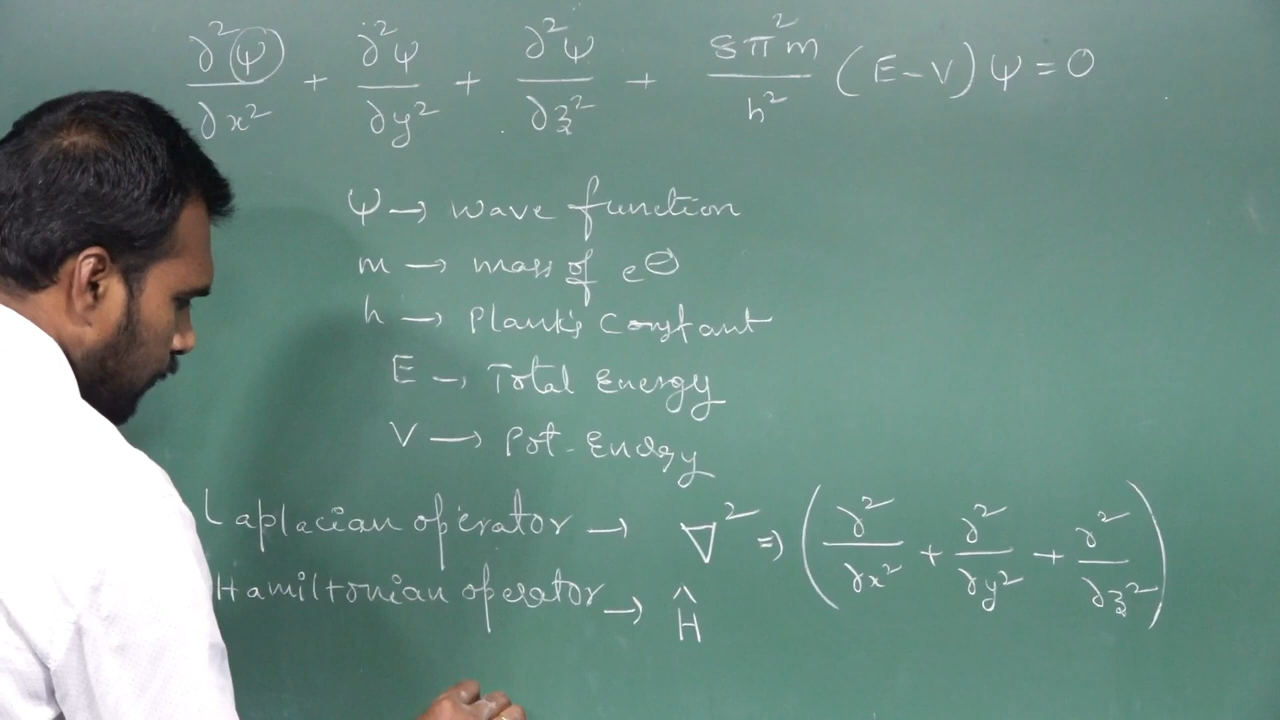 ∂²ψ/∂x² + ∂²ψ/∂y² + ∂²ψ/∂z² + 8π²m/h² (E-V) ψ = 0
ψ → wave function
m → mass of e⊖
h → Plank's Constant
E → Total Energy
V → Pot. Energy
Laplacian operator → ∇² ⇒ (∂²/∂x² + ∂²/∂y² + ∂²/∂z²)
Hamiltonian operator → Ĥ